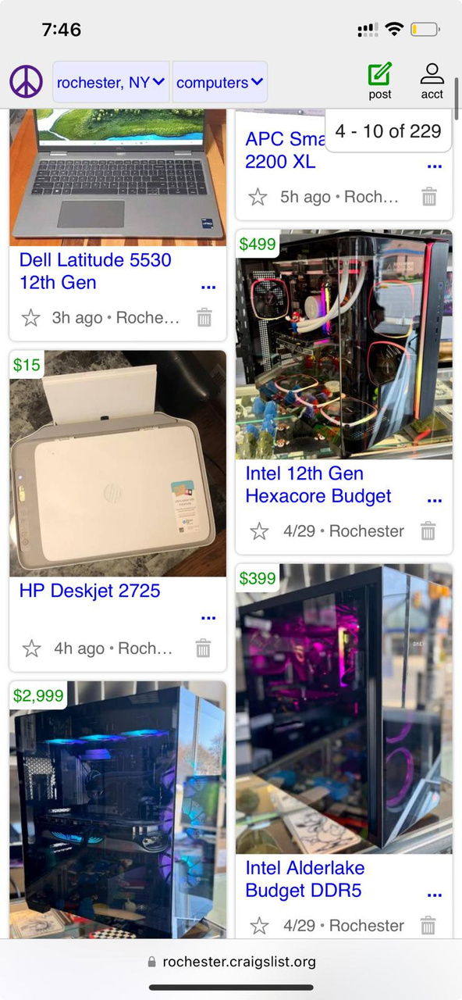 7:46
rochester, NY
computers
post
acct
4 - 10 of 229
Dell Latitude 5530
12th Gen
...
3h ago • Roche...
$15
HP Deskjet 2725
...
4h ago • Roch...
$2,999
APC Sma
2200 XL
...
5h ago • Roch...
$499
Intel 12th Gen
Hexacore Budget
...
4/29 • Rochester
$399
Intel Alderlake
Budget DDR5
...
4/29 • Rochester
rochester.craigslist.org